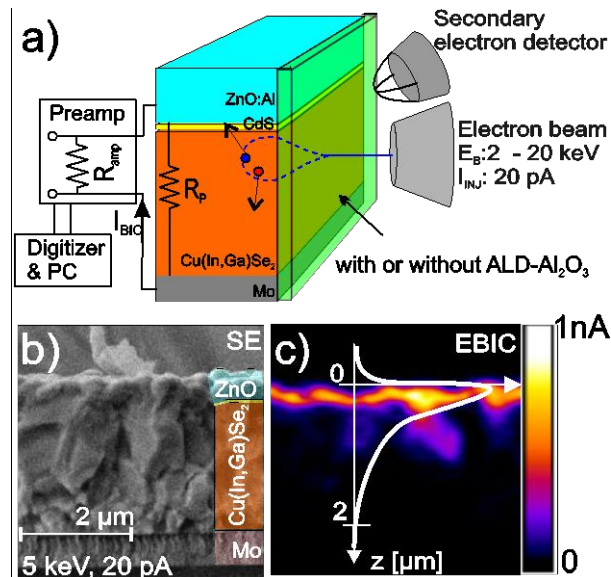 a)
Secondary
electron detector
ZnO:Al
CdS
Preamp
R_amp
R_P
I_BIC
Digitizer
& PC
Electron beam
E_B:2 - 20 keV
I_INJ: 20 pA
Cu(In,Ga)Se₂
Mo
with or without ALD-Al₂O₃
b)
SE
ZnO
Cu(In,Ga)Se₂
2 µm
Mo
5 keV, 20 pA
c)
EBIC
0
2
z [µm]
1nA
0